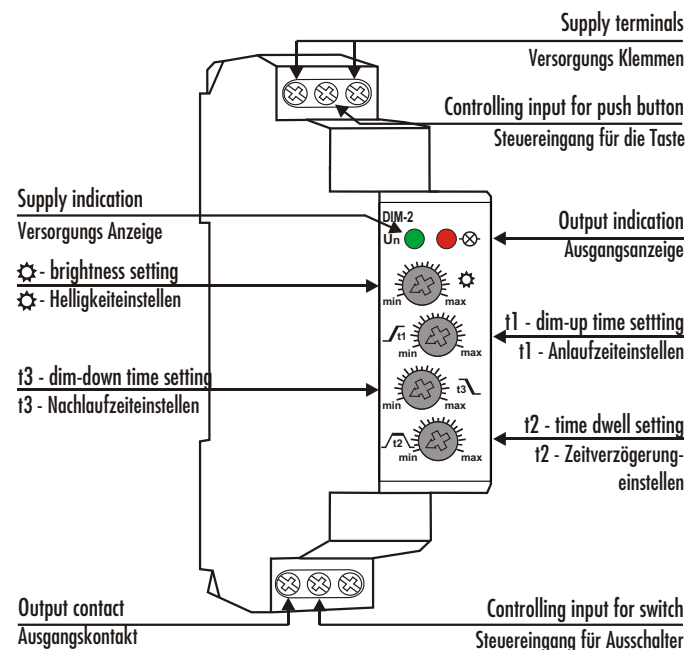 Supply terminals
Versorgungs Klemmen
Controlling input for push button
Steuereingang für die Taste
Supply indication
Versorgungs Anzeige
DIM-2
Un
Output indication
Ausgangsanzeige
- brightness setting
- Helligkeiteinstellen
min
max
t1
min
max
t1 - dim-up time settting
t1 - Anlaufzeiteinstellen
t3 - dim-down time setting
t3 - Nachlaufzeiteinstellen
t3
min
max
t2 - time dwell setting
t2 - Zeitverzögerung-
einstellen
t2
min
max
Output contact
Ausgangskontakt
Controlling input for switch
Steuereingang für Ausschalter